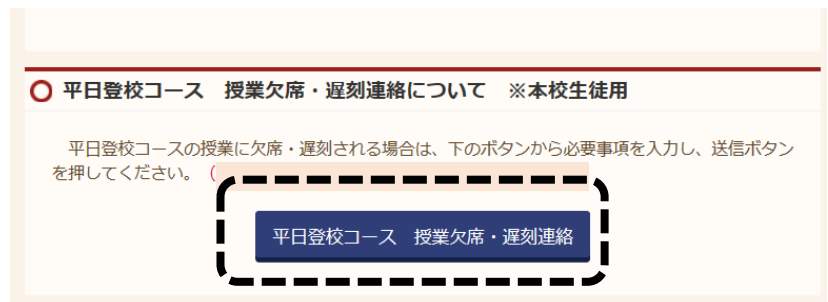 平日登校コース　授業欠席・遅刻連絡について　※本校生徒用
平日登校コースの授業に欠席・遅刻される場合は、下のボタンから必要事項を入力し、送信ボタン
を押してください。（
平日登校コース　授業欠席・遅刻連絡